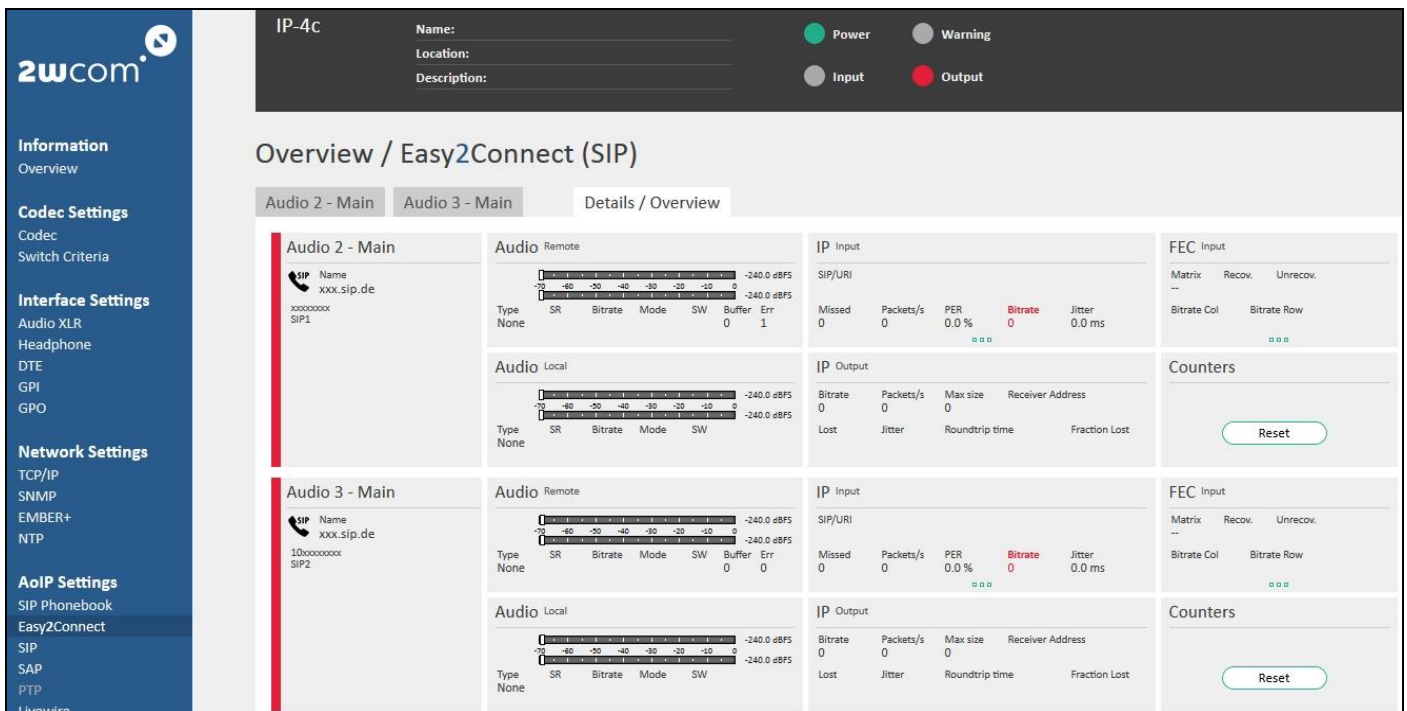 2wcom
Information
Overview
Codec Settings
Codec
Switch Criteria
Interface Settings
Audio XLR
Headphone
DTE
GPI
GPO
Network Settings
TCP/IP
SNMP
EMBER+
NTP
AoIP Settings
SIP Phonebook
Easy2Connect
SIP
SAP
PTP
Livewire
IP-4c
Name:
Location:
Description:
Power Warning
Input Output
Overview / Easy2Connect (SIP)
Audio 2 - Main Audio 3 - Main Details / Overview
Audio 2 - Main
SIP Name
xxx.sip.de
xxxxxxxx
SIP1
Audio Remote
-240.0 dBFS
-70 -60 -50 -40 -30 -20 -10 0
-240.0 dBFS
Type SR Bitrate Mode SW Buffer Err
None 0 1
IP Input
SIP/URI
Missed Packets/s PER Bitrate Jitter
0 0 0.0 % 0 0.0 ms
FEC Input
Matrix Recov. Unrecov.
--
Bitrate Col Bitrate Row
Audio Local
-240.0 dBFS
-70 -60 -50 -40 -30 -20 -10 0
-240.0 dBFS
Type SR Bitrate Mode SW
None
IP Output
Bitrate Packets/s Max size Receiver Address
0 0 0
Lost Jitter Roundtrip time Fraction Lost
Counters
Reset
Audio 3 - Main
SIP Name
xxx.sip.de
10xxxxxxxx
SIP2
Audio Remote
-240.0 dBFS
-70 -60 -50 -40 -30 -20 -10 0
-240.0 dBFS
Type SR Bitrate Mode SW Buffer Err
None 0 0
IP Input
SIP/URI
Missed Packets/s PER Bitrate Jitter
0 0 0.0 % 0 0.0 ms
FEC Input
Matrix Recov. Unrecov.
--
Bitrate Col Bitrate Row
Audio Local
-240.0 dBFS
-70 -60 -50 -40 -30 -20 -10 0
-240.0 dBFS
Type SR Bitrate Mode SW
None
IP Output
Bitrate Packets/s Max size Receiver Address
0 0 0
Lost Jitter Roundtrip time Fraction Lost
Counters
Reset